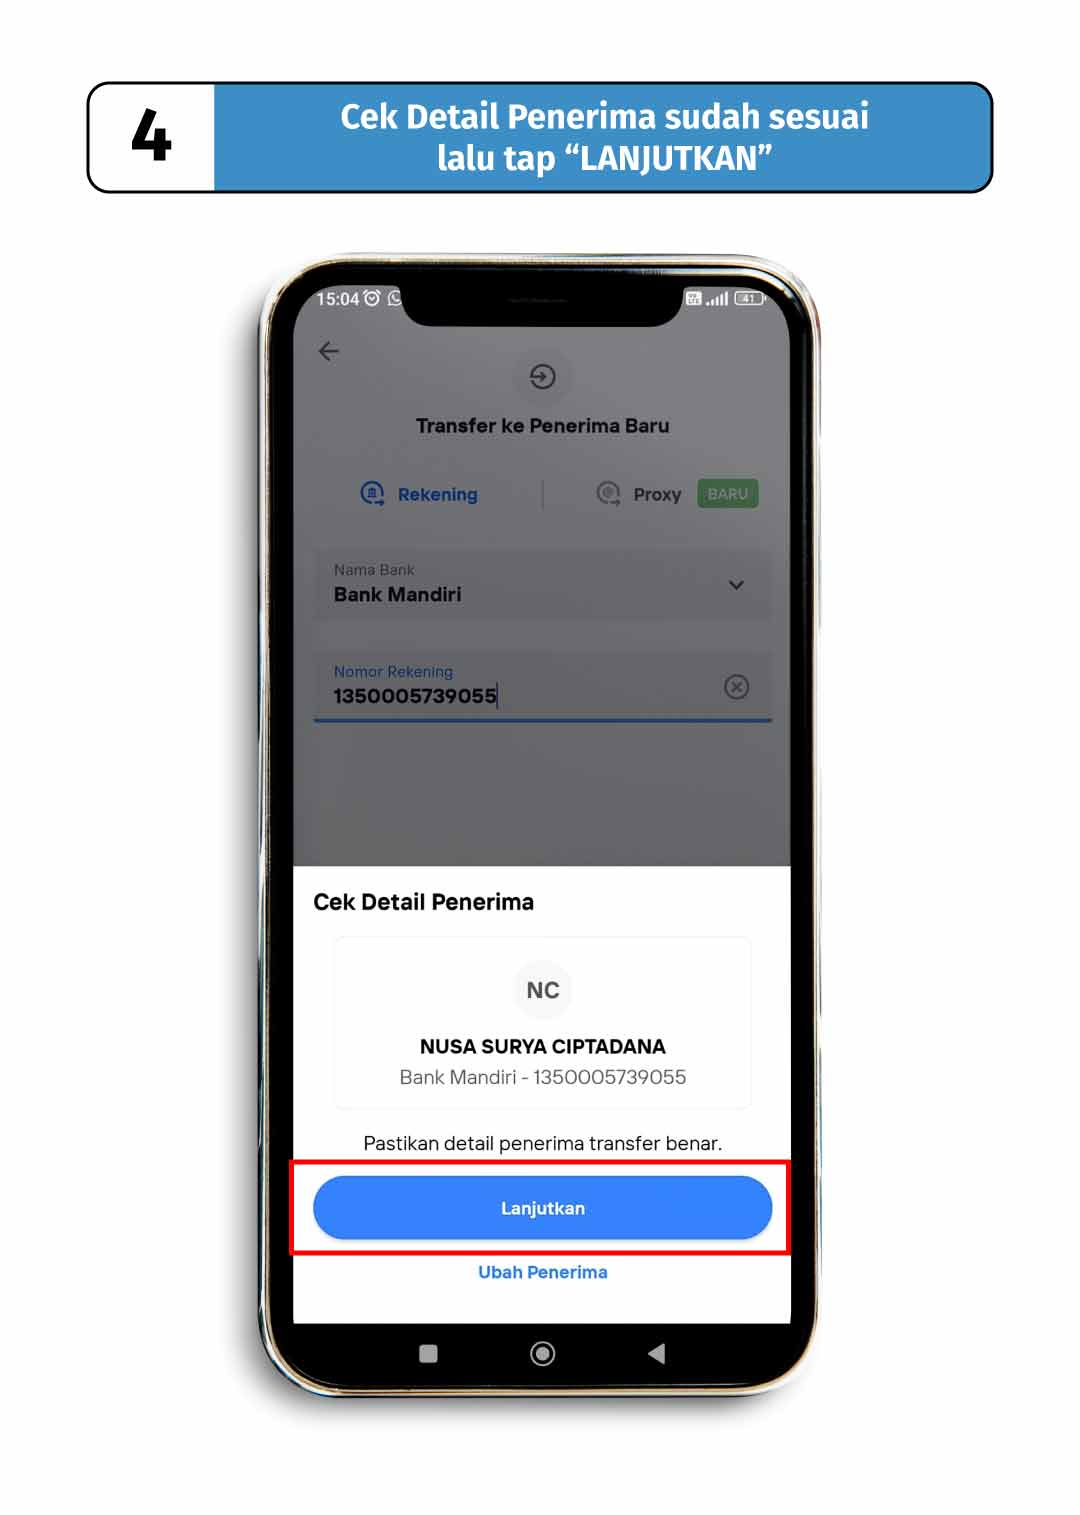 4
Cek Detail Penerima sudah sesuai
lalu tap “LANJUTKAN”
15:04
Vo
LTE
41
Transfer ke Penerima Baru
Rekening
Proxy
BARU
Nama Bank
Bank Mandiri
Nomor Rekening
1350005739055
Cek Detail Penerima
NC
NUSA SURYA CIPTADANA
Bank Mandiri - 1350005739055
Pastikan detail penerima transfer benar.
Lanjutkan
Ubah Penerima